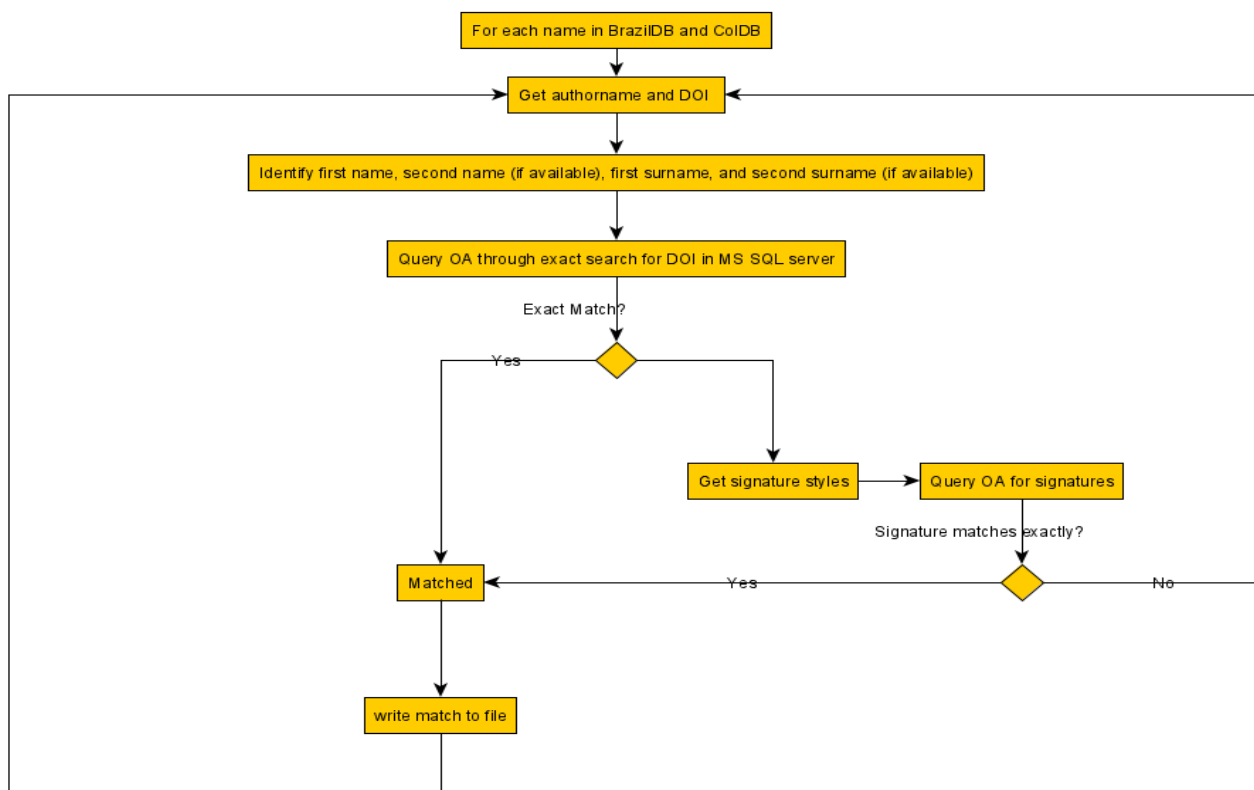 For each name in BrazilDB and ColDB
Get authorname and DOI
Identify first name, second name (if available), first surname, and second surname (if available)
Query OA through exact search for DOI in MS SQL server
Exact Match?
Yes
Get signature styles
Query OA for signatures
Signature matches exactly?
Matched
Yes
No
write match to file